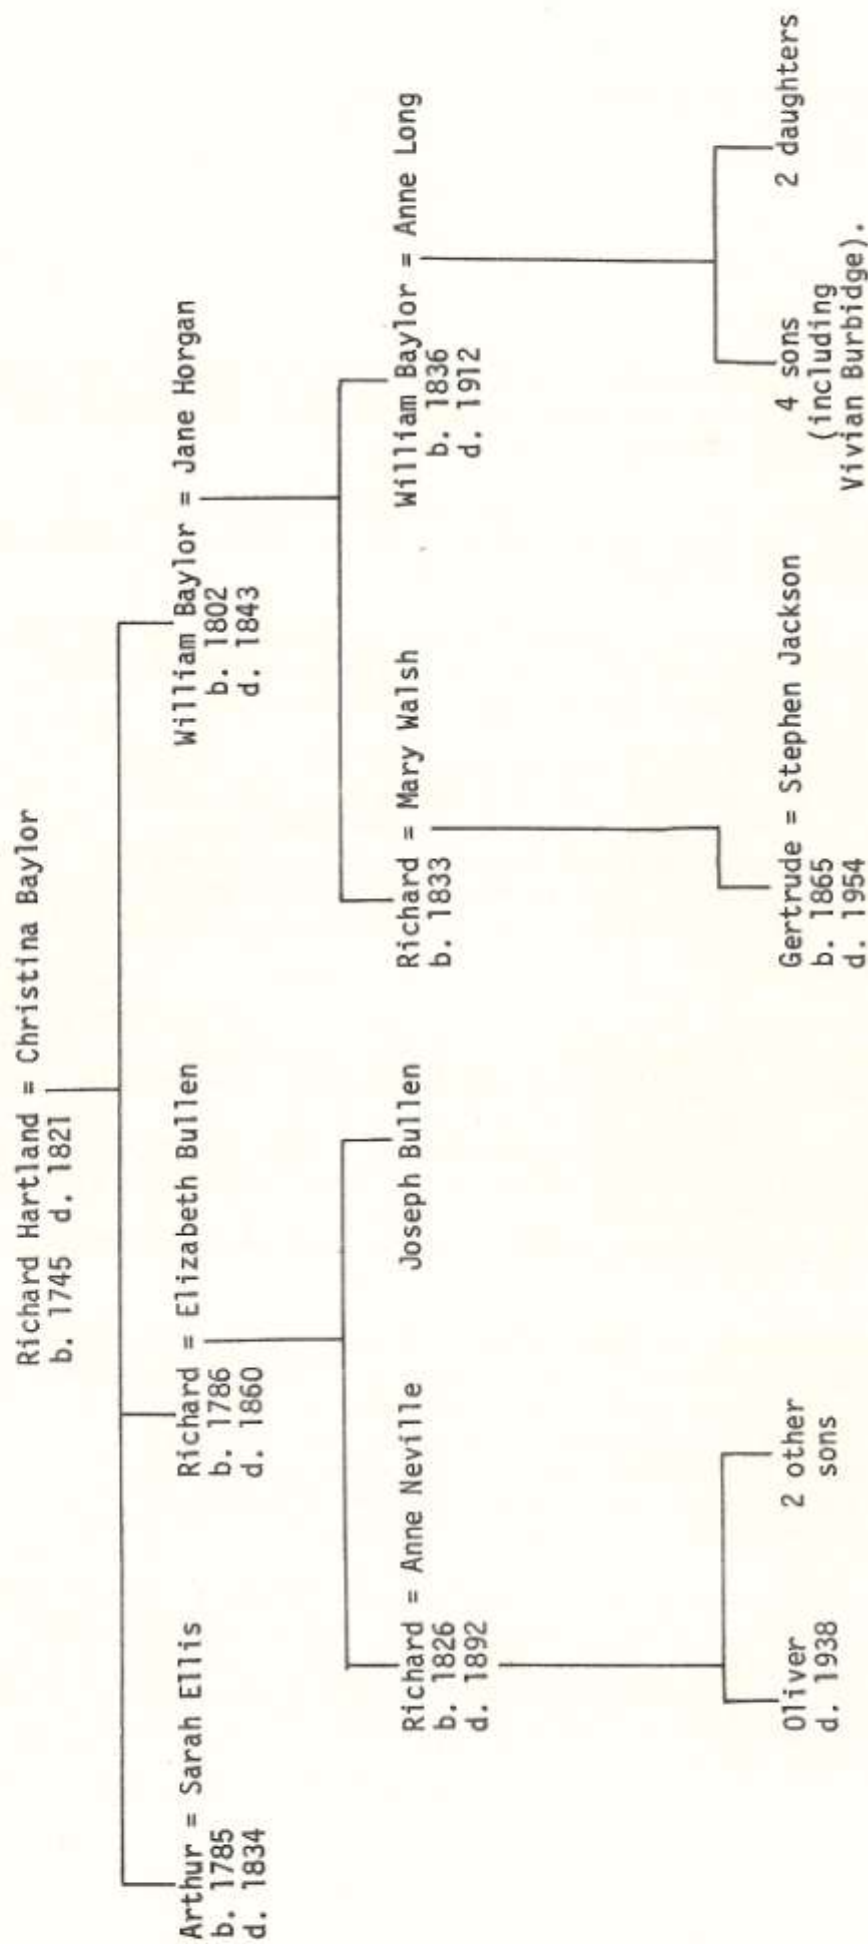 Richard Hartland = Christina Baylor
b. 1745 d. 1821
Arthur = Sarah Ellis
b. 1785
d. 1834
Richard = Elizabeth Bullen
b. 1786
d. 1860
William Baylor = Jane Horgan
b. 1802
d. 1843
Richard = Anne Neville
b. 1826
d. 1892
Joseph Bullen
Richard = Mary Walsh
b. 1833
William Baylor = Anne Long
b. 1836
d. 1912
Oliver
d. 1938
2 other
sons
Gertrude = Stephen Jackson
b. 1865
d. 1954
4 sons
(including
Vivian Burbidge).
2 daughters